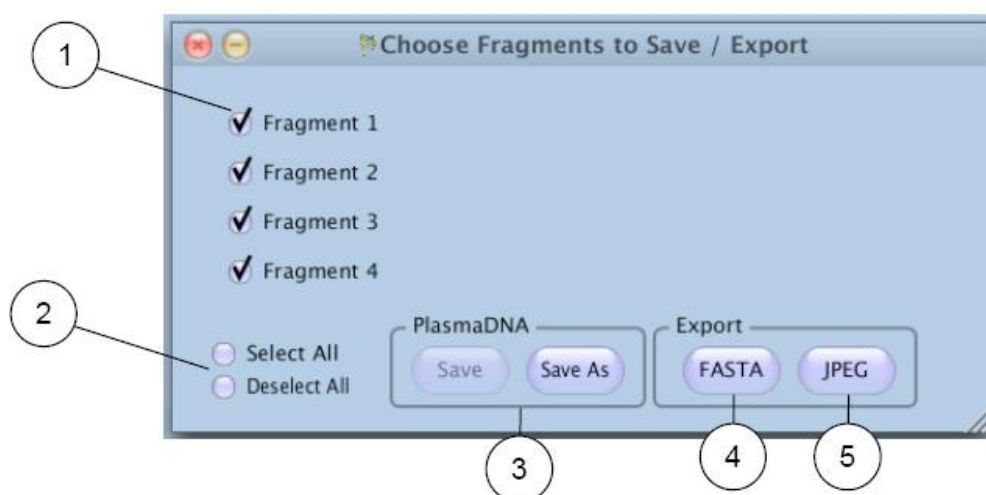 1
Choose Fragments to Save / Export
Fragment 1
Fragment 2
Fragment 3
Fragment 4
2
Select All
Deselect All
PlasmaDNA
Save
Save As
Export
FASTA
JPEG
3
4
5